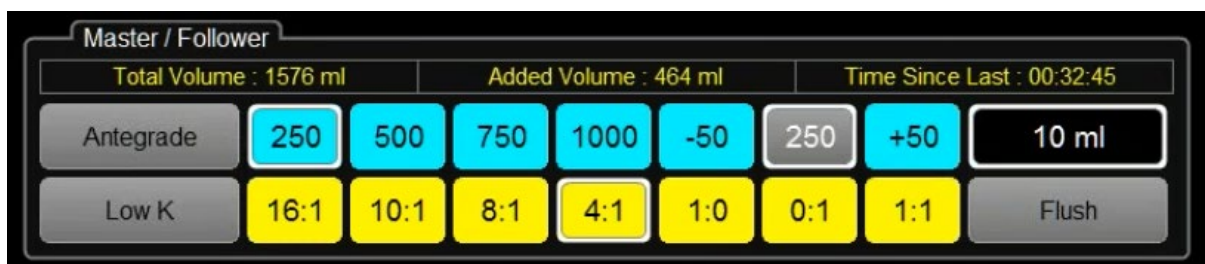 Master / Follower
Total Volume : 1576 ml Added Volume : 464 ml Time Since Last : 00:32:45
Antegrade 250 500 750 1000 -50 250 +50 10 ml
Low K 16:1 10:1 8:1 4:1 1:0 0:1 1:1 Flush